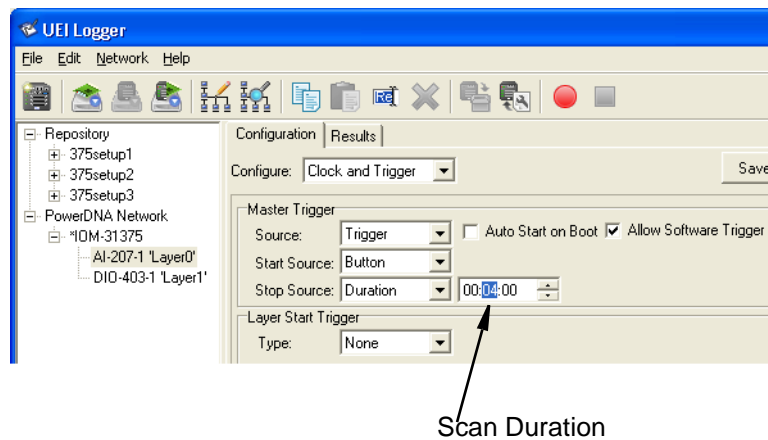 UEI Logger
File Edit Network Help
Repository
375setup1
375setup2
375setup3
PowerDNA Network
*IOM-31375
AI-207-1 'Layer0'
DIO-403-1 'Layer1'
Configuration Results
Configure: Clock and Trigger Save
Master Trigger
Source: Trigger Auto Start on Boot Allow Software Trigger
Start Source: Button
Stop Source: Duration 00:04:00
Layer Start Trigger
Type: None
Scan Duration